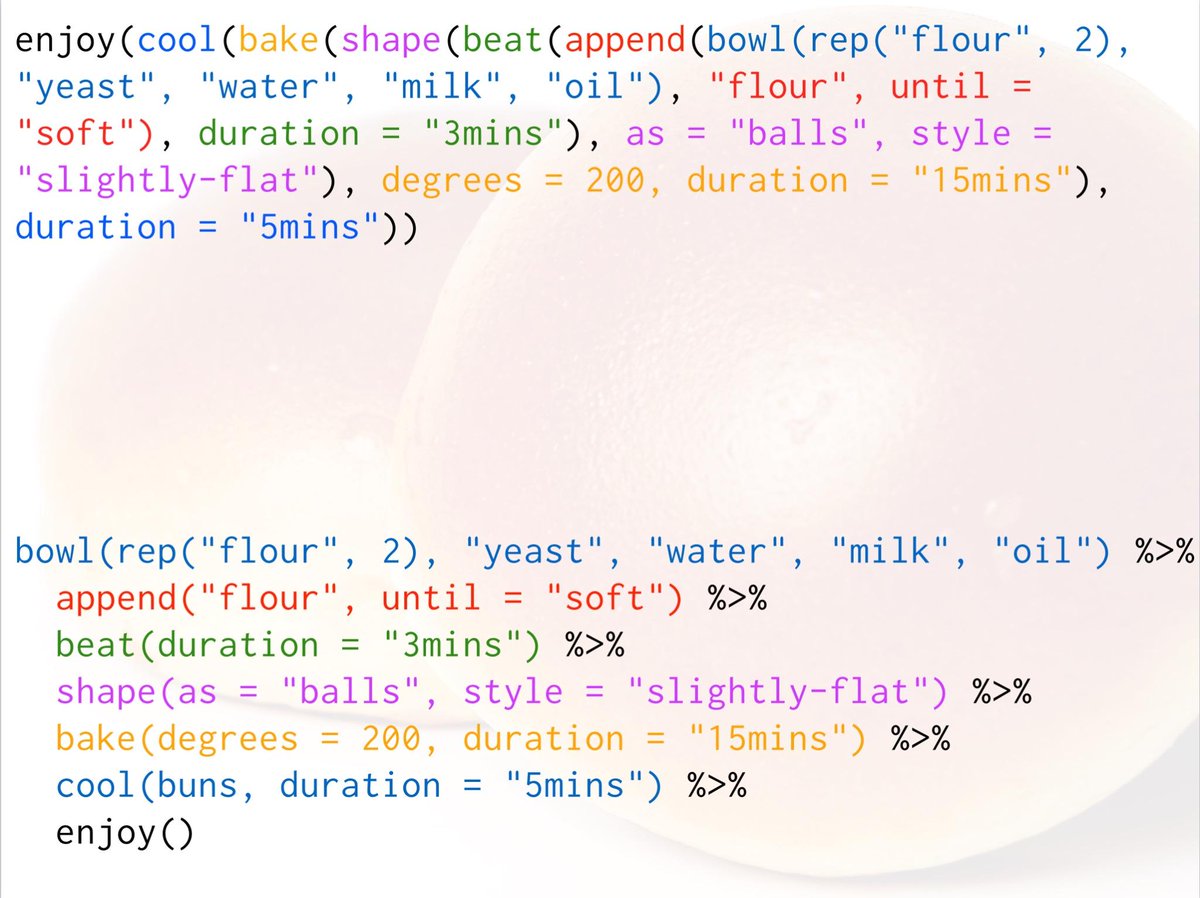 enjoy(cool(bake(shape(beat(append(bowl(rep("flour", 2),
"yeast", "water", "milk", "oil"), "flour", until =
"soft"), duration = "3mins"), as = "balls", style =
"slightly-flat"), degrees = 200, duration = "15mins"),
duration = "5mins"))
bowl(rep("flour", 2), "yeast", "water", "milk", "oil") %>%
  append("flour", until = "soft") %>%
  beat(duration = "3mins") %>%
  shape(as = "balls", style = "slightly-flat") %>%
  bake(degrees = 200, duration = "15mins") %>%
  cool(buns, duration = "5mins") %>%
  enjoy()